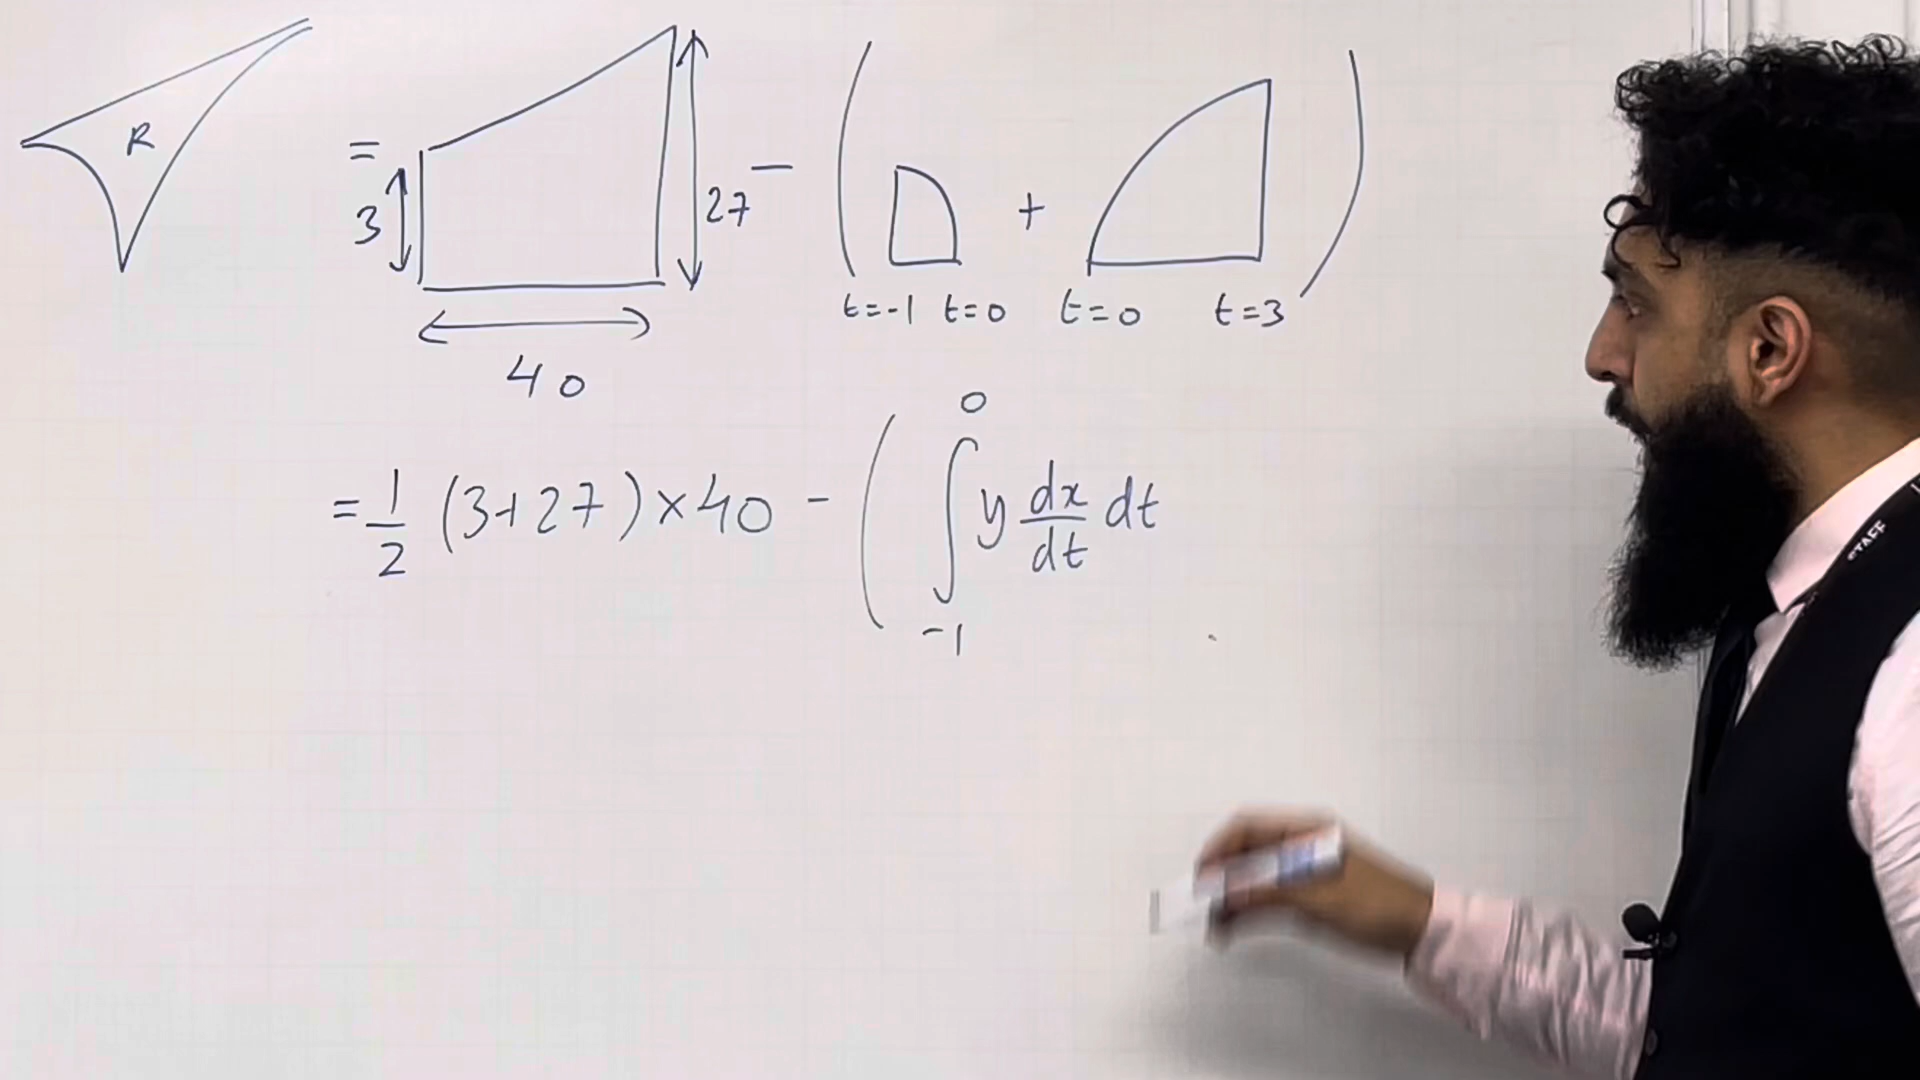 R = 3 27 - ( + )
t=-1 t=0 t=0 t=3
40
= 1/2 (3+27) × 40 - ( ∫_{-1}^{0} y dx/dt dt
STAFF